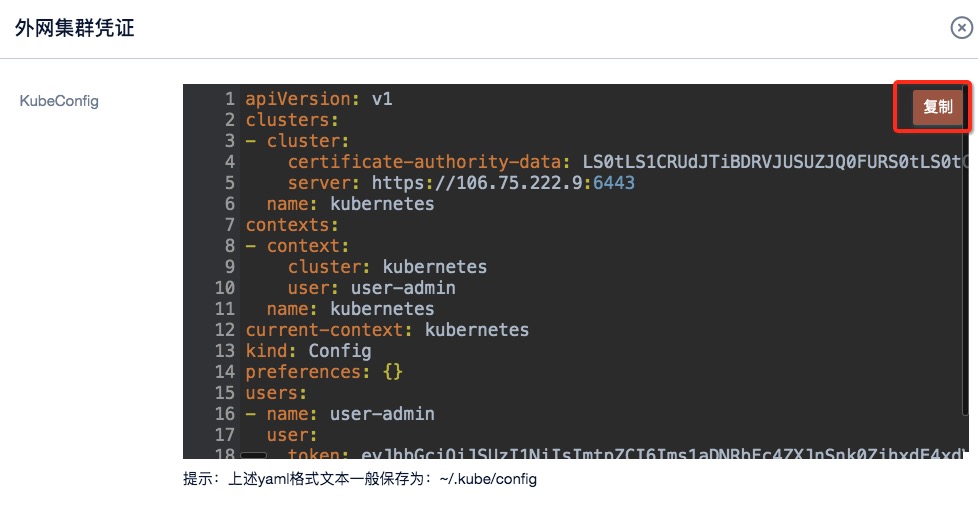 外网集群凭证
KubeConfig
复制
1 apiVersion: v1
2 clusters:
3 - cluster:
4     certificate-authority-data: LS0tLS1CRUdJTiBDRVJUSUZJQ0FURS0tLS0tC
5     server: https://106.75.222.9:6443
6   name: kubernetes
7 contexts:
8 - context:
9     cluster: kubernetes
10     user: user-admin
11   name: kubernetes
12 current-context: kubernetes
13 kind: Config
14 preferences: {}
15 users:
16 - name: user-admin
17   user:
18     token:
提示：上述yaml格式文本一般保存为：~/.kube/config